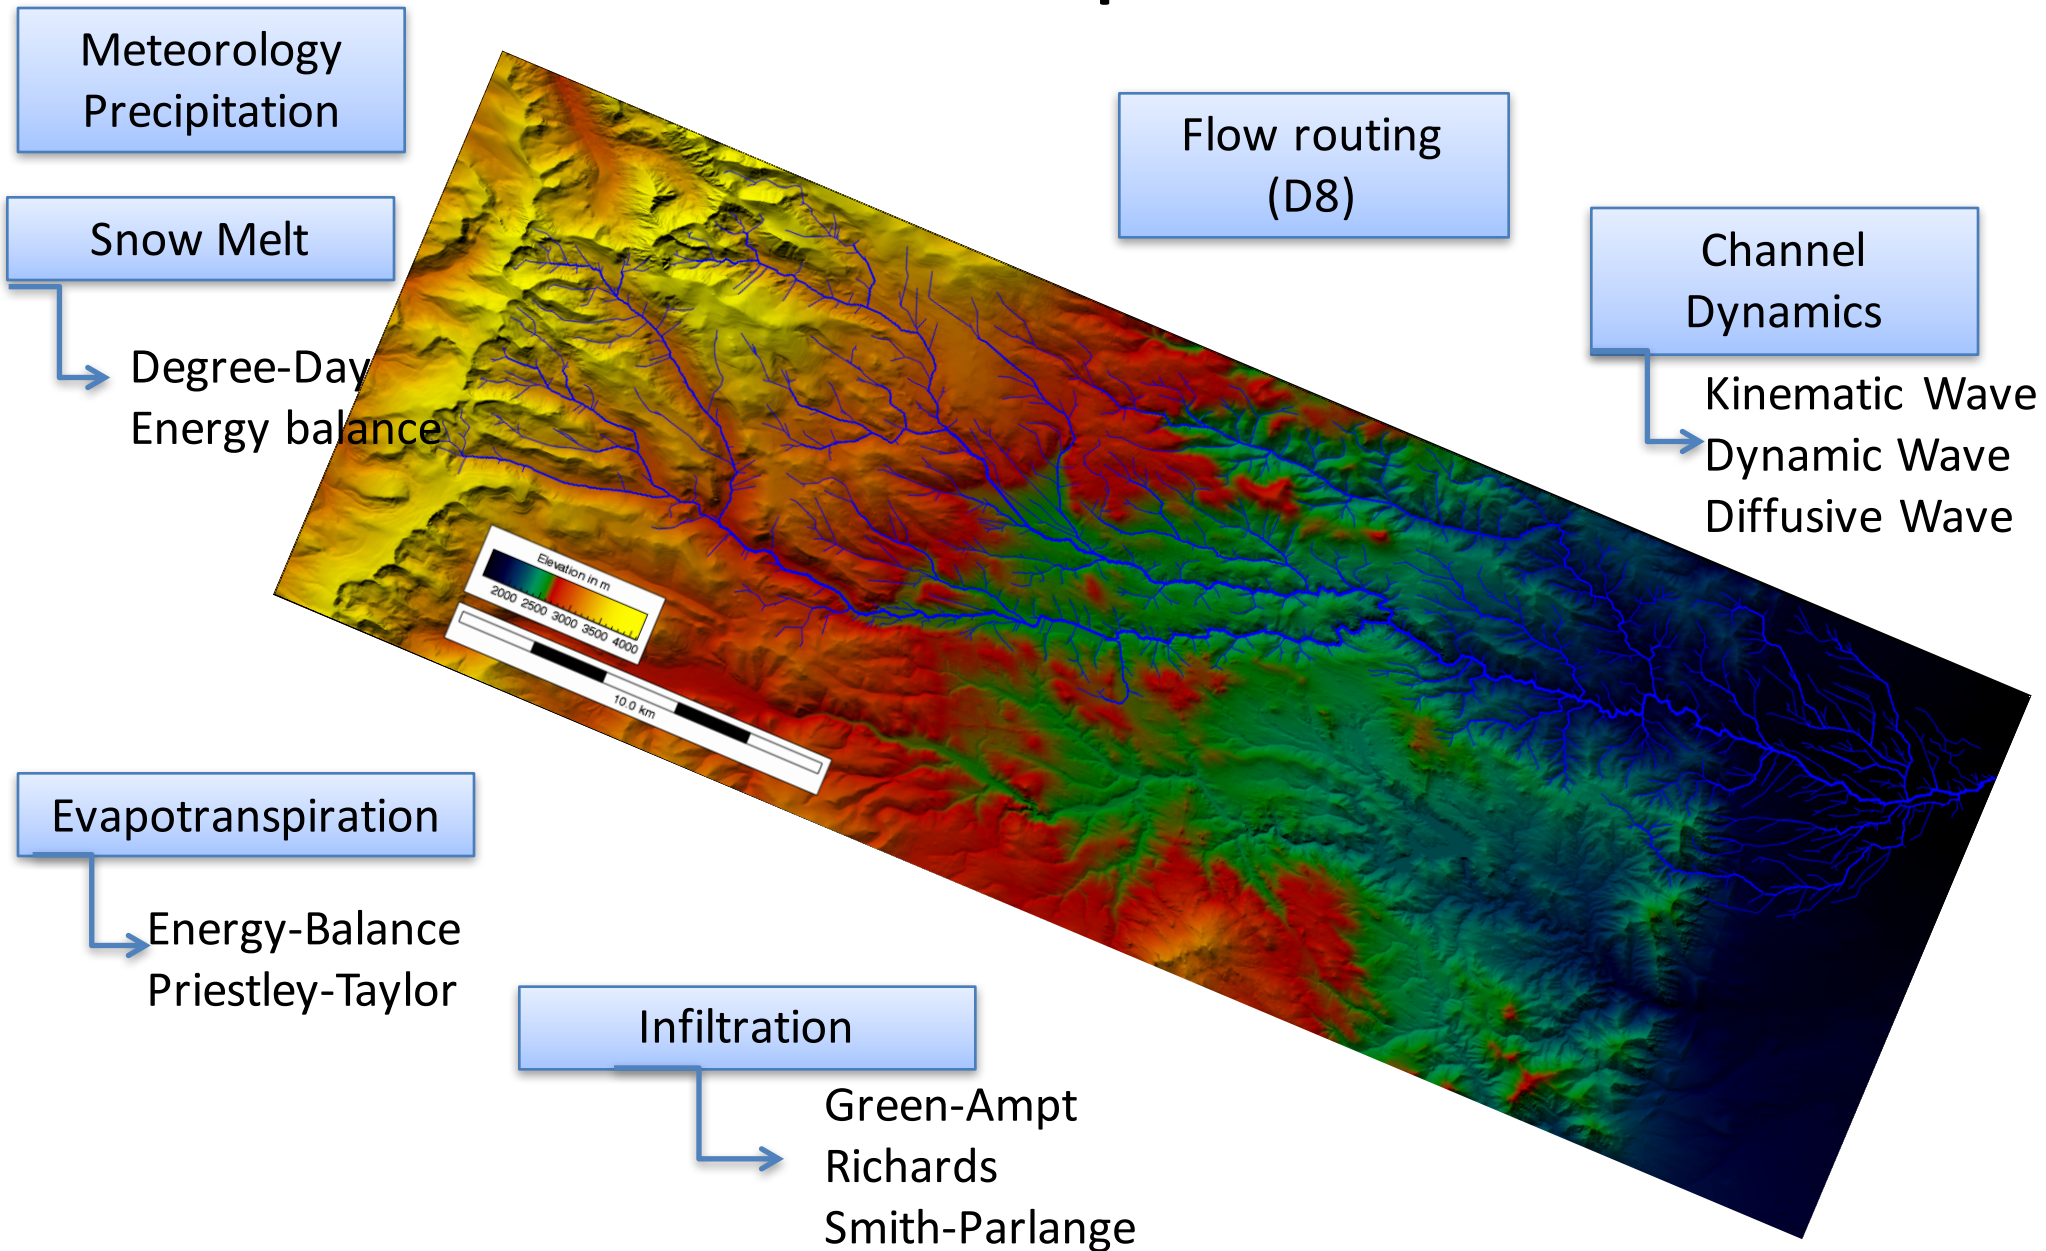 Meteorology
Precipitation
Snow Melt
Degree-Day
Energy balance
Flow routing
(D8)
Channel
Dynamics
Kinematic Wave
Dynamic Wave
Diffusive Wave
Elevation in m
2000 2500 3000 3500 4000
10.0 km
Evapotranspiration
Energy-Balance
Priestley-Taylor
Infiltration
Green-Ampt
Richards
Smith-Parlange